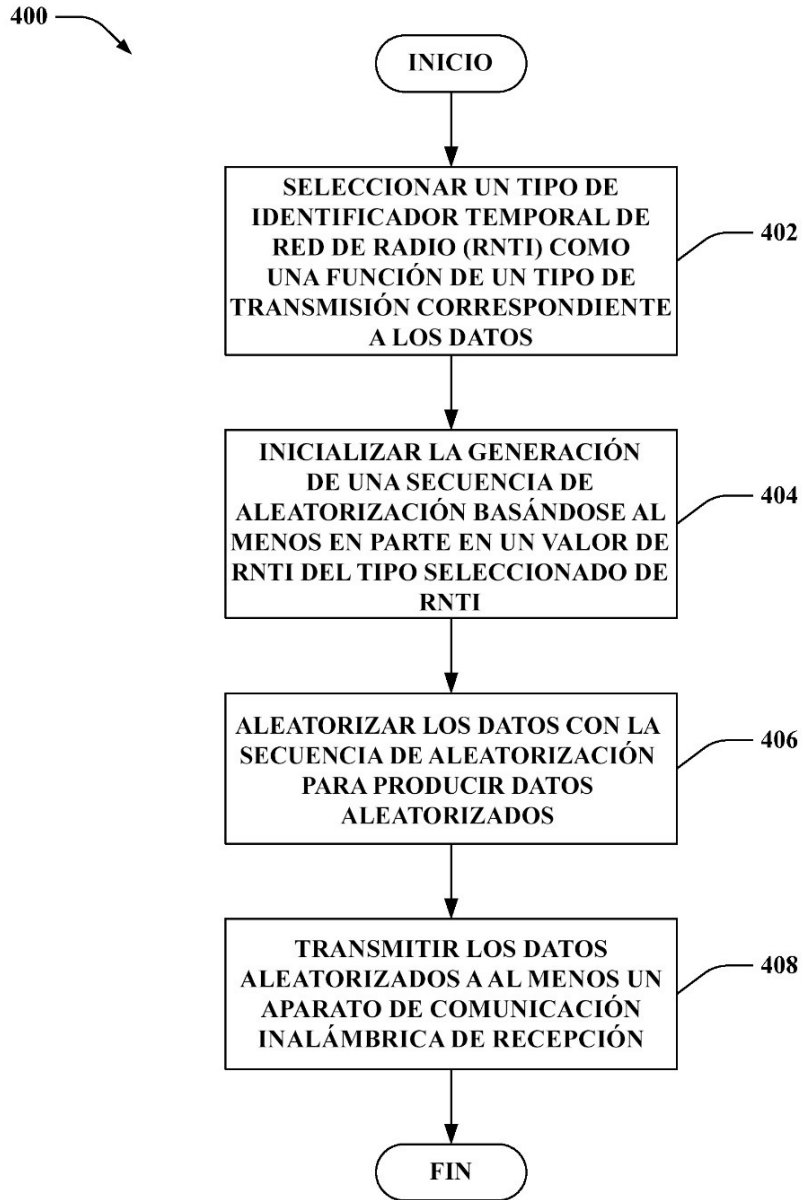 400
INICIO
SELECCIONAR UN TIPO DE
IDENTIFICADOR TEMPORAL DE
RED DE RADIO (RNTI) COMO
UNA FUNCIÓN DE UN TIPO DE
TRANSMISIÓN CORRESPONDIENTE
A LOS DATOS
402
INICIALIZAR LA GENERACIÓN
DE UNA SECUENCIA DE
ALEATORIZACIÓN BASÁNDOSE AL
MENOS EN PARTE EN UN VALOR DE
RNTI DEL TIPO SELECCIONADO DE
RNTI
404
ALEATORIZAR LOS DATOS CON LA
SECUENCIA DE ALEATORIZACIÓN
PARA PRODUCIR DATOS
ALEATORIZADOS
406
TRANSMITIR LOS DATOS
ALEATORIZADOS A AL MENOS UN
APARATO DE COMUNICACIÓN
INALÁMBRICA DE RECEPCIÓN
408
FIN